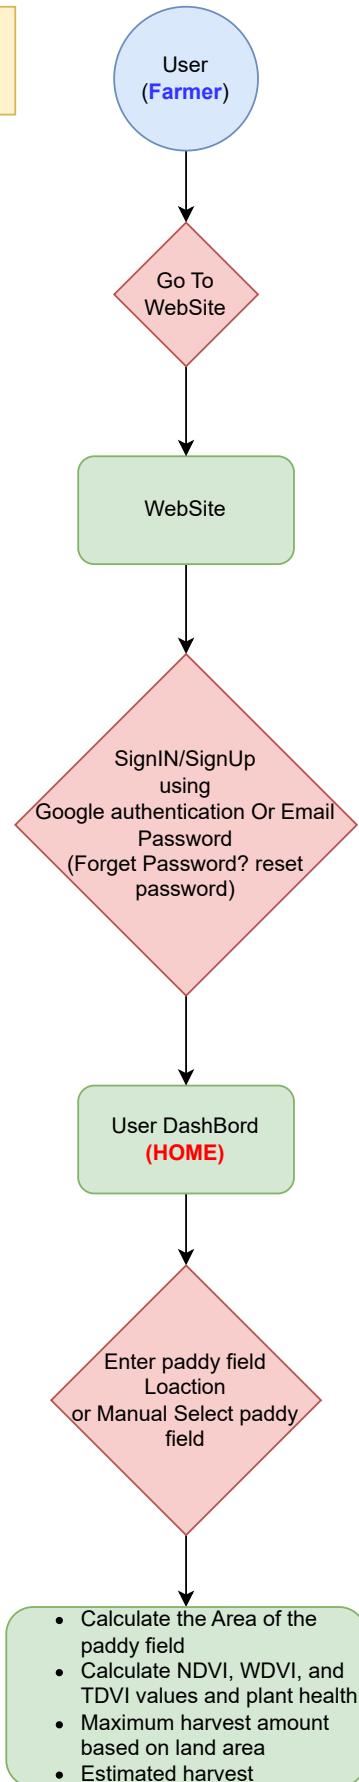 User
(Farmer)
Go To
WebSite
WebSite
SignIN/SignUp
using
Google authentication Or Email
Password
(Forget Password? reset
password)
User DashBord
(HOME)
Enter paddy field
Loaction
or Manual Select paddy
field
• Calculate the Area of the
paddy field
• Calculate NDVI, WDVI, and
TDVI values and plant health
• Maximum harvest amount
based on land area
• Estimated harvest